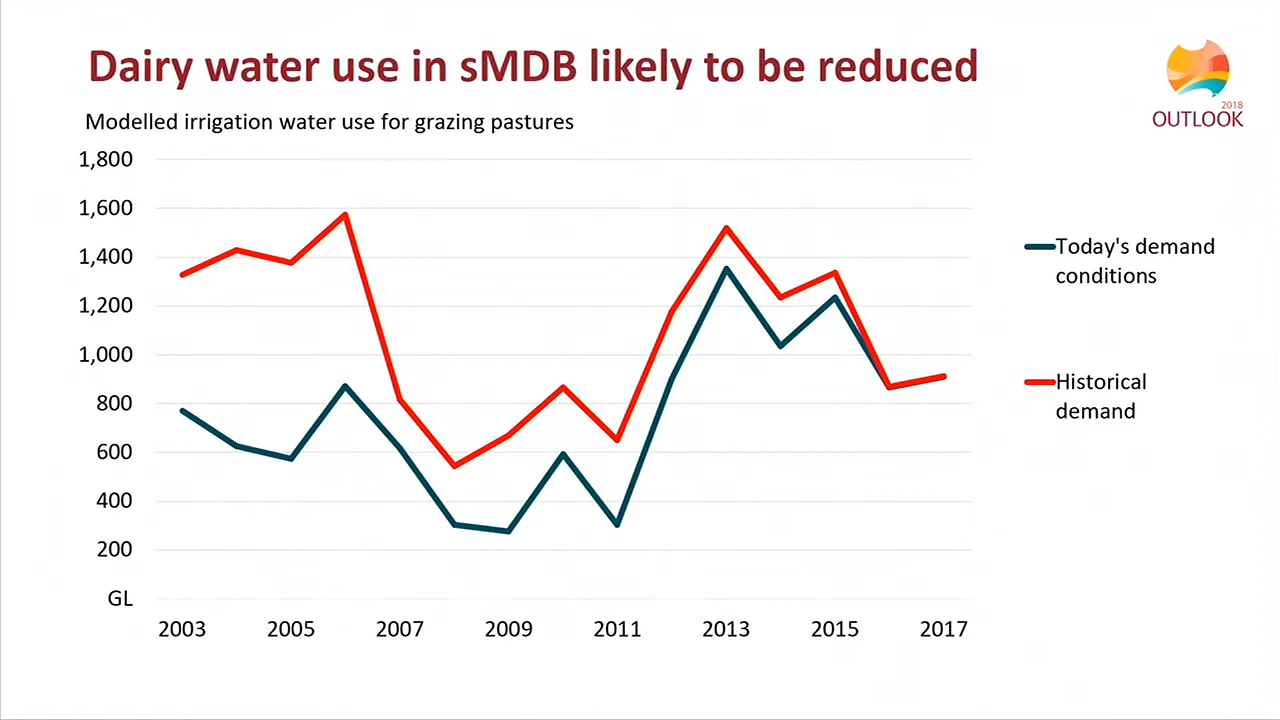 Dairy water use in sMDB likely to be reduced
2018
OUTLOOK
Modelled irrigation water use for grazing pastures
1,800
1,600
1,400
1,200
1,000
800
600
400
200
GL
2003 2005 2007 2009 2011 2013 2015 2017
Today's demand
conditions
Historical
demand